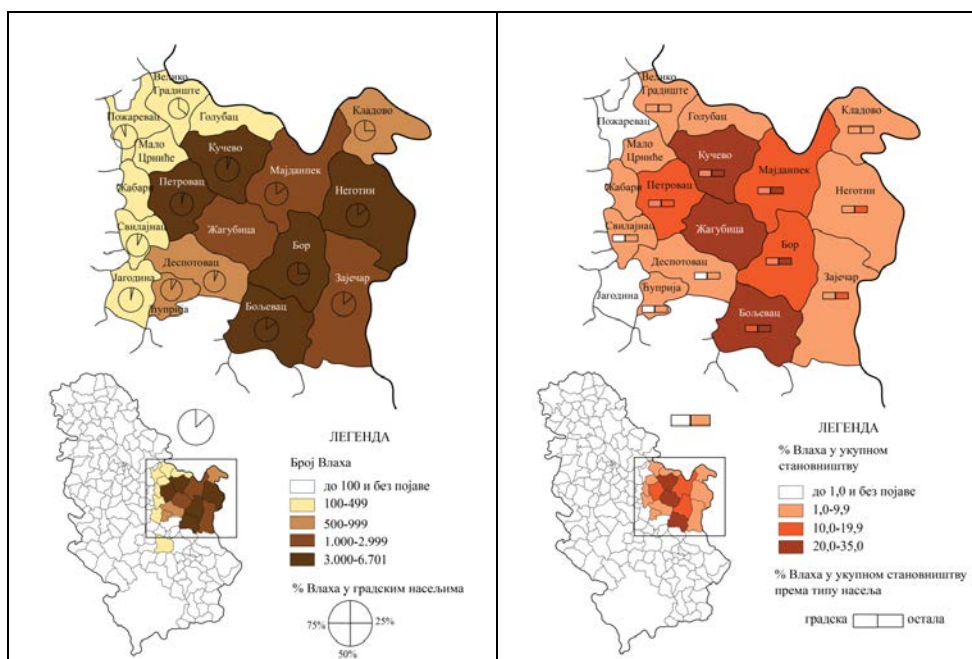 Велико
Градиште
Пожаревац
Голубац
Кладово
Мало
Црниће
Кучево
Мајданпек
Жабари
Петровац
Неготин
Свилајнац
Жагубица
Бор
Деспотовац
Јагодина
Зајечар
Ћуприја
Бољевац
ЛЕГЕНДА
Број Влаха
до 100 и без појаве
100-499
500-999
1.000-2.999
3.000-6.701
% Влаха у градским насељима
75%
25%
50%
Велико
Градиште
Пожаревац
Голубац
Кладово
Мало
Црниће
Кучево
Мајданпек
Жабари
Петровац
Неготин
Свилајнац
Жагубица
Бор
Деспотовац
Јагодина
Зајечар
Ћуприја
Бољевац
ЛЕГЕНДА
% Влаха у укупном
становништву
до 1,0 и без појаве
1,0-9,9
10,0-19,9
20,0-35,0
% Влаха у укупном становништву
према типу насеља
градска
остала